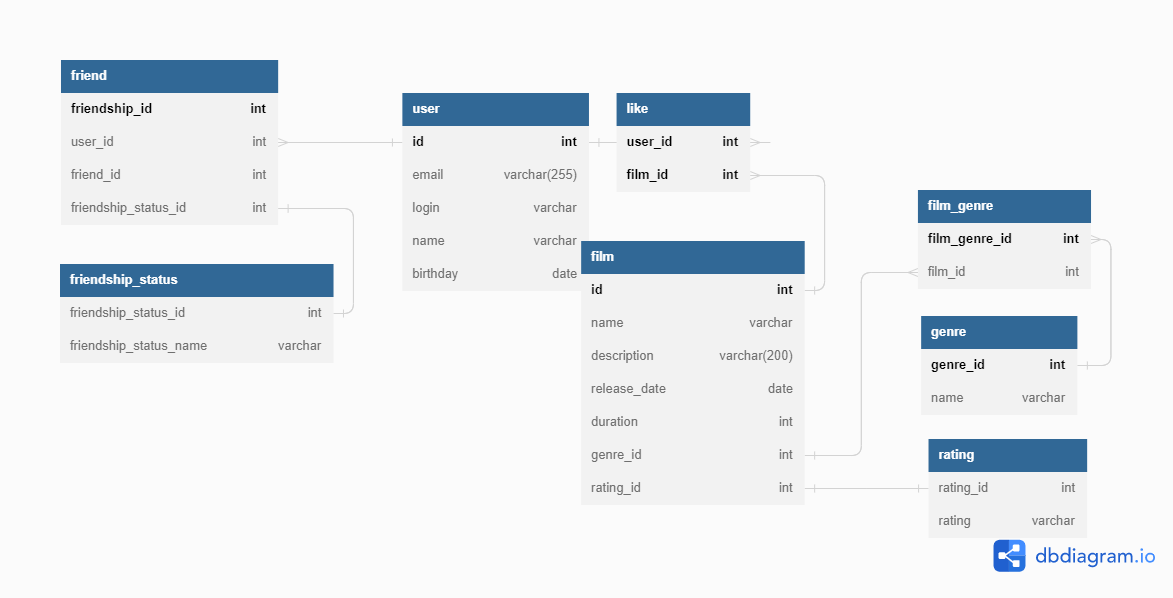 friend
friendship_id int
user_id int
friend_id int
friendship_status_id int
friendship_status
friendship_status_id int
friendship_status_name varchar
user
id int
email varchar(255)
login varchar
name varchar
birthday date
like
user_id int
film_id int
film
id int
name varchar
description varchar(200)
release_date date
duration int
genre_id int
rating_id int
film_genre
film_genre_id int
film_id int
genre
genre_id int
name varchar
rating
rating_id int
rating varchar
dbdiagram.io